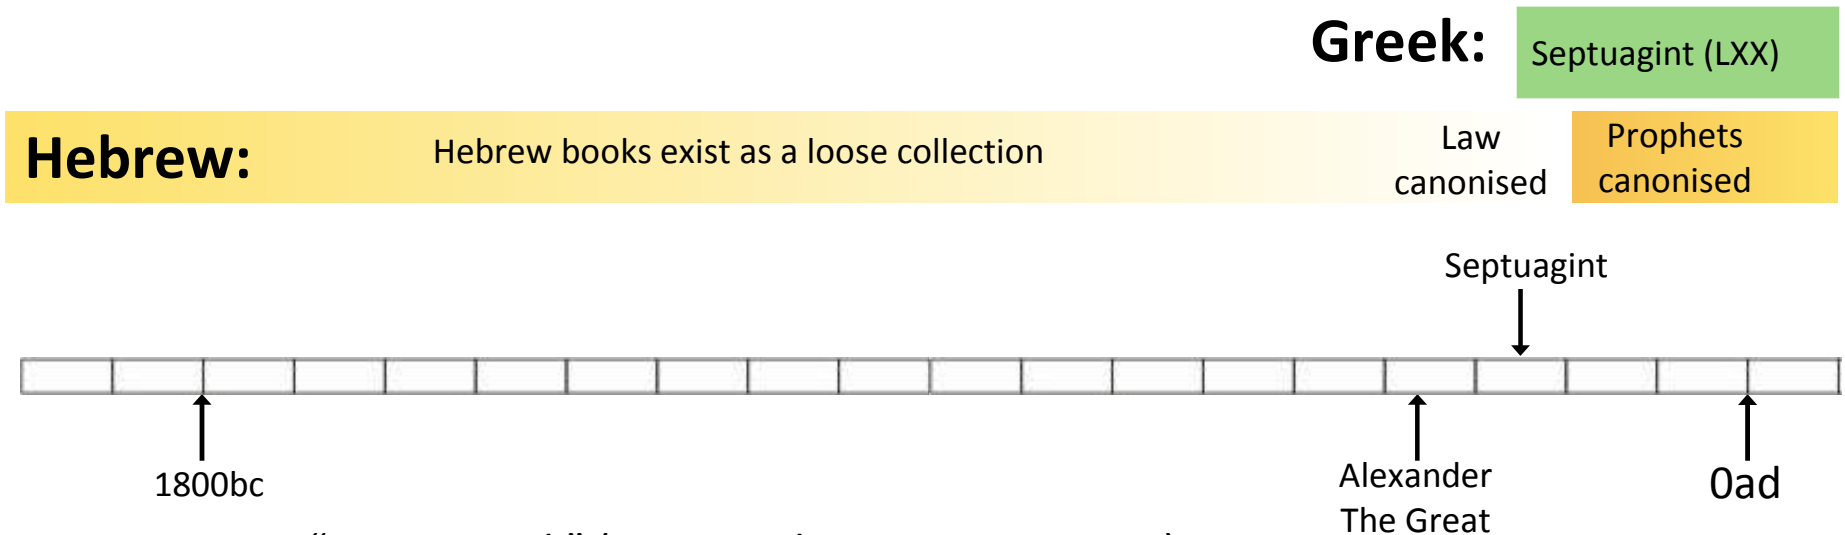 Greek:
Septuagint (LXX)
Hebrew:
Hebrew books exist as a loose collection
Law
canonised
Prophets
canonised
Septuagint
1800bc
Alexander
The Great
0ad